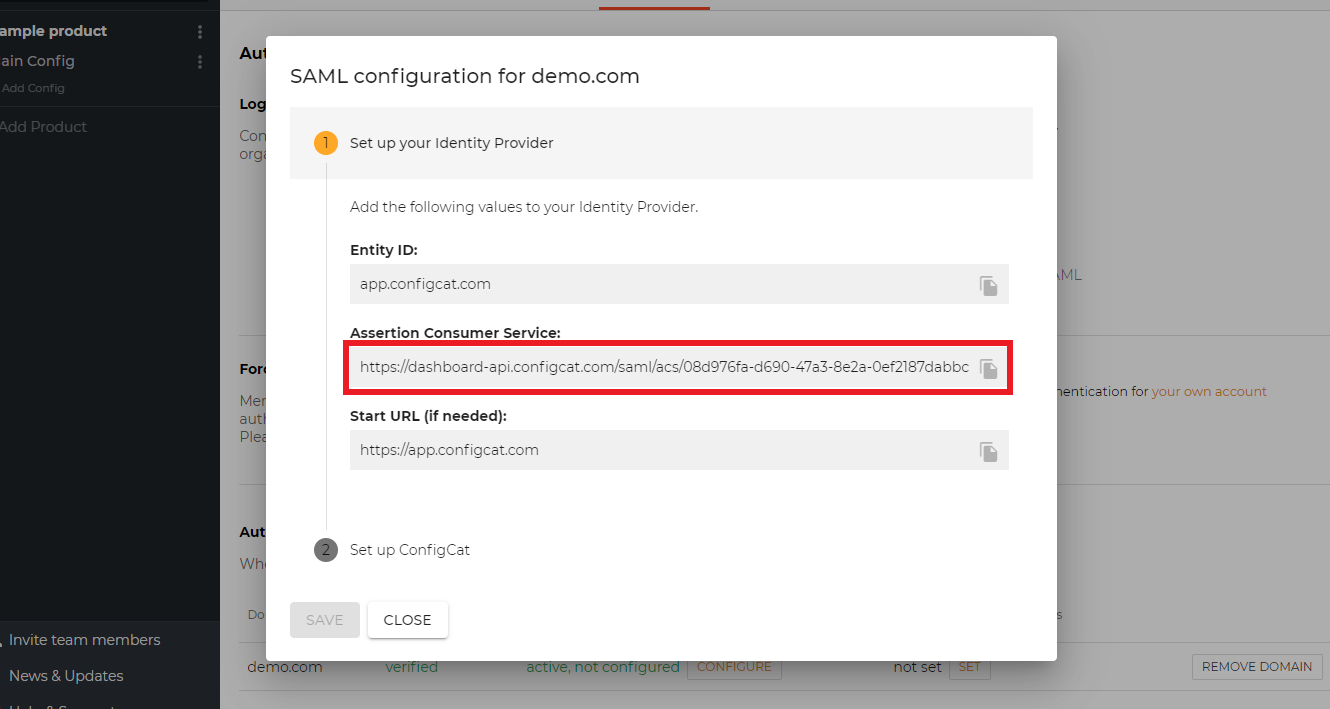 ample product
ain Config
Add Config
Add Product
Invite team members
News & Updates
SAML configuration for demo.com
1 Set up your Identity Provider
Add the following values to your Identity Provider.
Entity ID:
app.configcat.com
Assertion Consumer Service:
https://dashboard-api.configcat.com/saml/acs/08d976fa-d690-47a3-8e2a-0ef2187dabbc
Start URL (if needed):
https://app.configcat.com
2 Set up ConfigCat
SAVE CLOSE
Aut
Log
Con
orga
AML
Forc
Mer
auth
Plea
hentication for your own account
Aut
Whe
Do
s
demo.com verified active, not configured CONFIGURE not set SET REMOVE DOMAIN